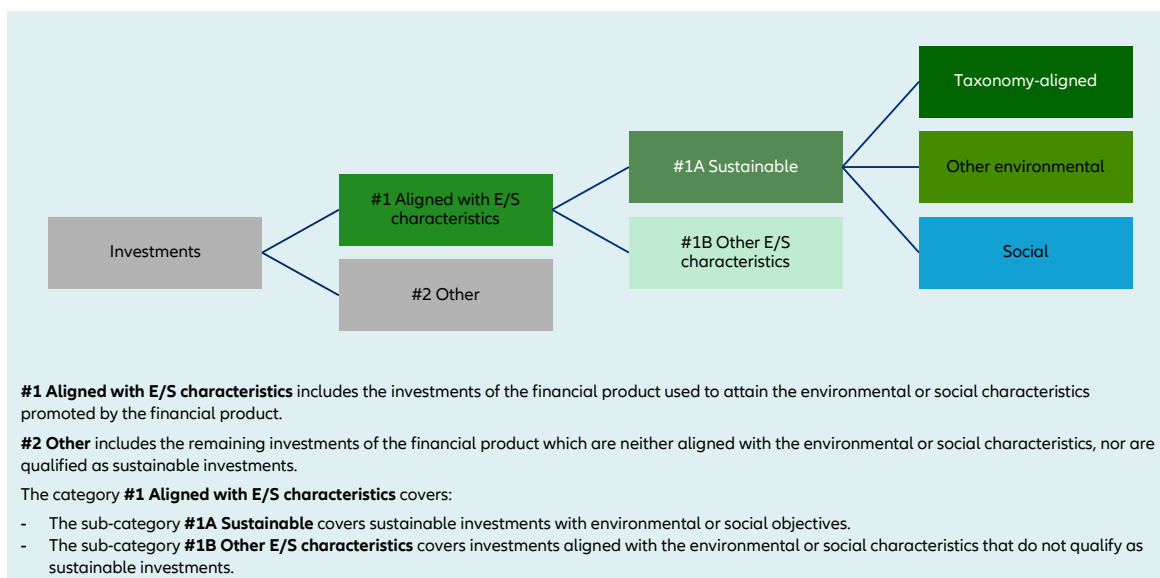 Taxonomy-aligned
#1A Sustainable
Other environmental
#1 Aligned with E/S
characteristics
#1B Other E/S
characteristics
Investments
Social
#2 Other
#1 Aligned with E/S characteristics includes the investments of the financial product used to attain the environmental or social characteristics
promoted by the financial product.
#2 Other includes the remaining investments of the financial product which are neither aligned with the environmental or social characteristics, nor are
qualified as sustainable investments.
The category #1 Aligned with E/S characteristics covers:
- The sub-category #1A Sustainable covers sustainable investments with environmental or social objectives.
- The sub-category #1B Other E/S characteristics covers investments aligned with the environmental or social characteristics that do not qualify as
sustainable investments.